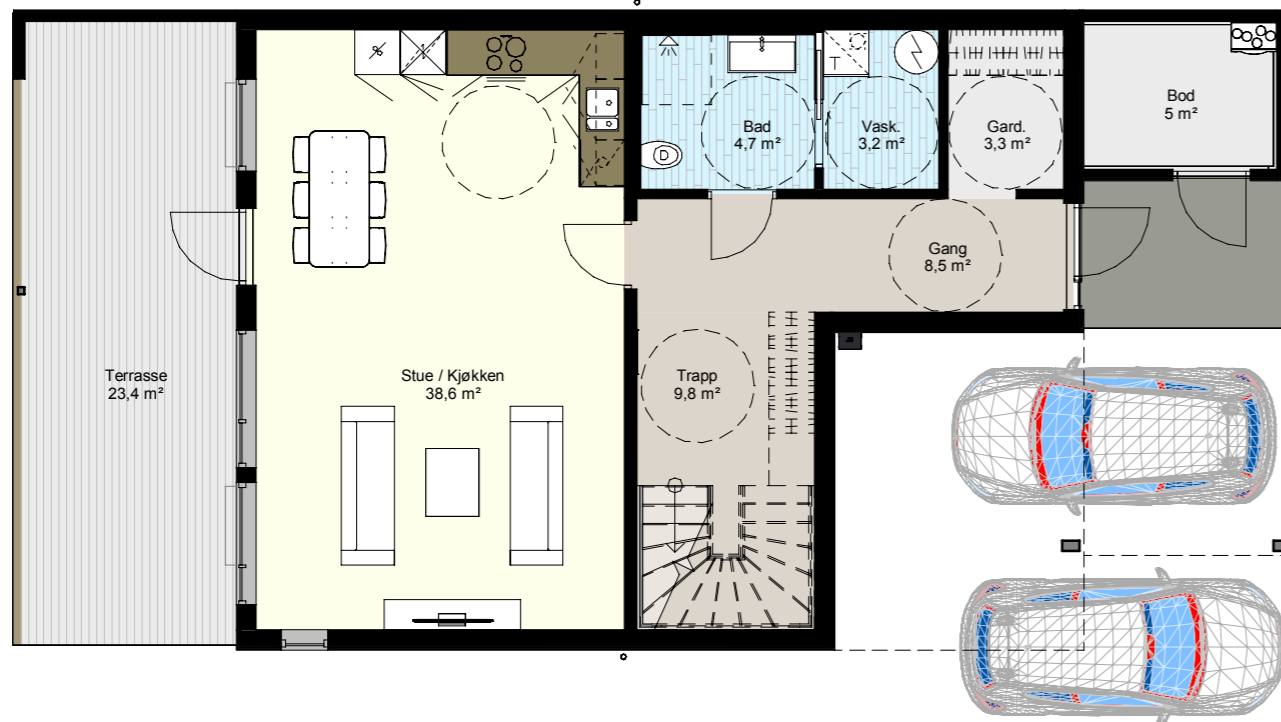 Bad
4,7 m²
Vask.
3,2 m²
Gard.
3,3 m²
Bod
5 m²
T
D
Gang
8,5 m²
Terrasse
23,4 m²
Stue / Kjøkken
38,6 m²
Trapp
9,8 m²